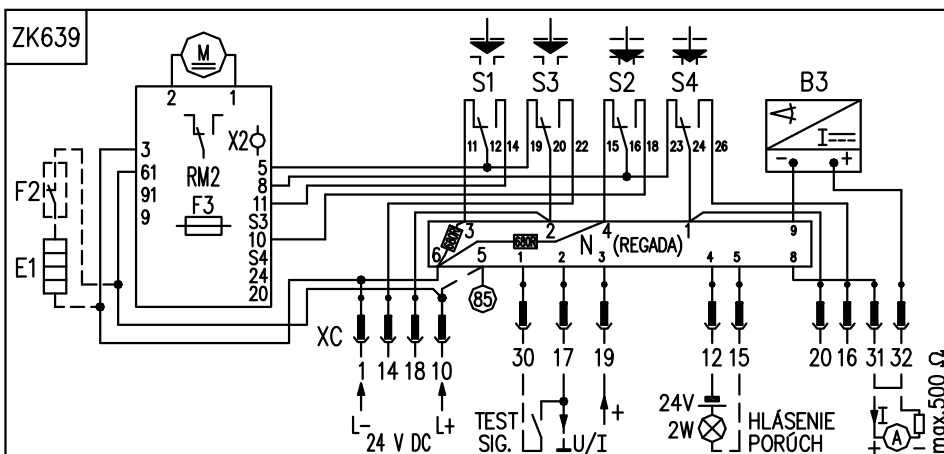 ZK639
M
2 1
S1 S3 S2 S4 B3
I
- +
11 12 14 19 20 22 15 16 18 23 24 26
X2
3
61
91
9
RM2
F3
5
8
11
S3
10
S4
24
20
F2
E1
3 2 4 1 9
680R 680R
N (REGADA)
6 5 1 2 3 4 5 8
85
XC
1 14 18 10 30 17 19 12 15 20 16 31 32
L- L+
24 V DC
TEST
SIG.
U/I
+
24V
2W
HLÁSENIE
PORÚCH
I
A
+ -
max.500 Ω